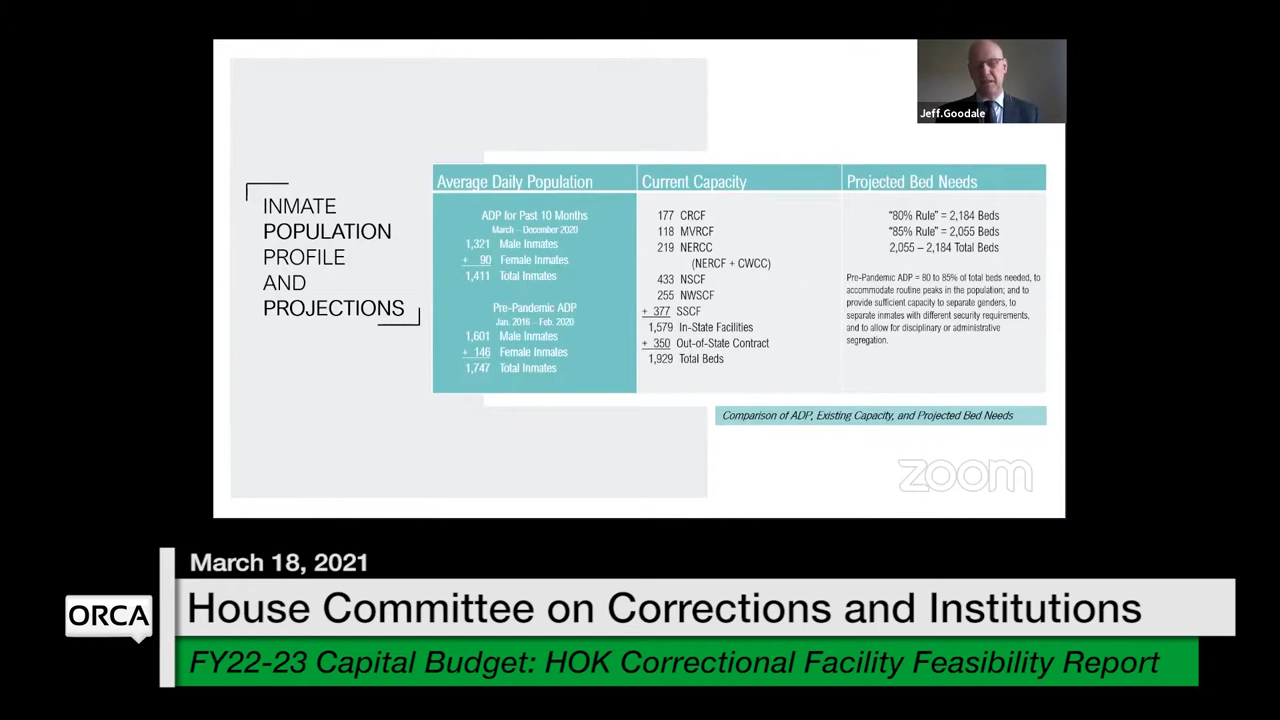 Jeff.Goodale
INMATE
POPULATION
PROFILE
AND
PROJECTIONS
Average Daily Population
ADP for Past 10 Months
March – December 2020
1,321 Male Inmates
+ 90 Female Inmates
1,411 Total Inmates
Pre-Pandemic ADP
Jan. 2016 – Feb. 2020
1,601 Male Inmates
+ 146 Female Inmates
1,747 Total Inmates
Current Capacity
177 CRCF
118 MVRCF
219 NERCC
(NERCF + CWCC)
433 NSCF
255 NWSCF
+ 377 SSCF
1,579 In-State Facilities
+ 350 Out-of-State Contract
1,929 Total Beds
Projected Bed Needs
“80% Rule” = 2,184 Beds
“85% Rule” = 2,055 Beds
2,055 – 2,184 Total Beds
Pre-Pandemic ADP = 80 to 85% of total beds needed, to
accommodate routine peaks in the population; and to
provide sufficient capacity to separate genders, to
separate inmates with different security requirements,
and to allow for disciplinary or administrative
segregation.
Comparison of ADP, Existing Capacity, and Projected Bed Needs
zoom
March 18, 2021
ORCA
House Committee on Corrections and Institutions
FY22-23 Capital Budget: HOK Correctional Facility Feasibility Report